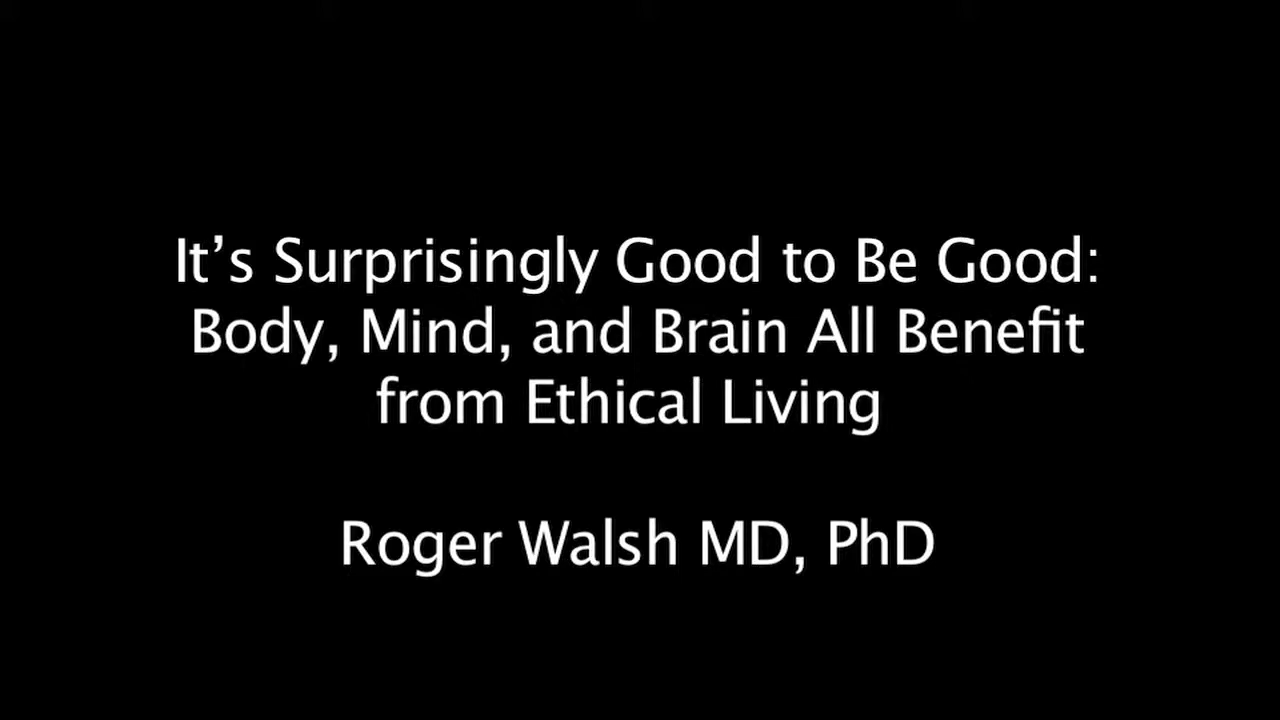 It’s Surprisingly Good to Be Good:
Body, Mind, and Brain All Benefit
from Ethical Living
Roger Walsh MD, PhD